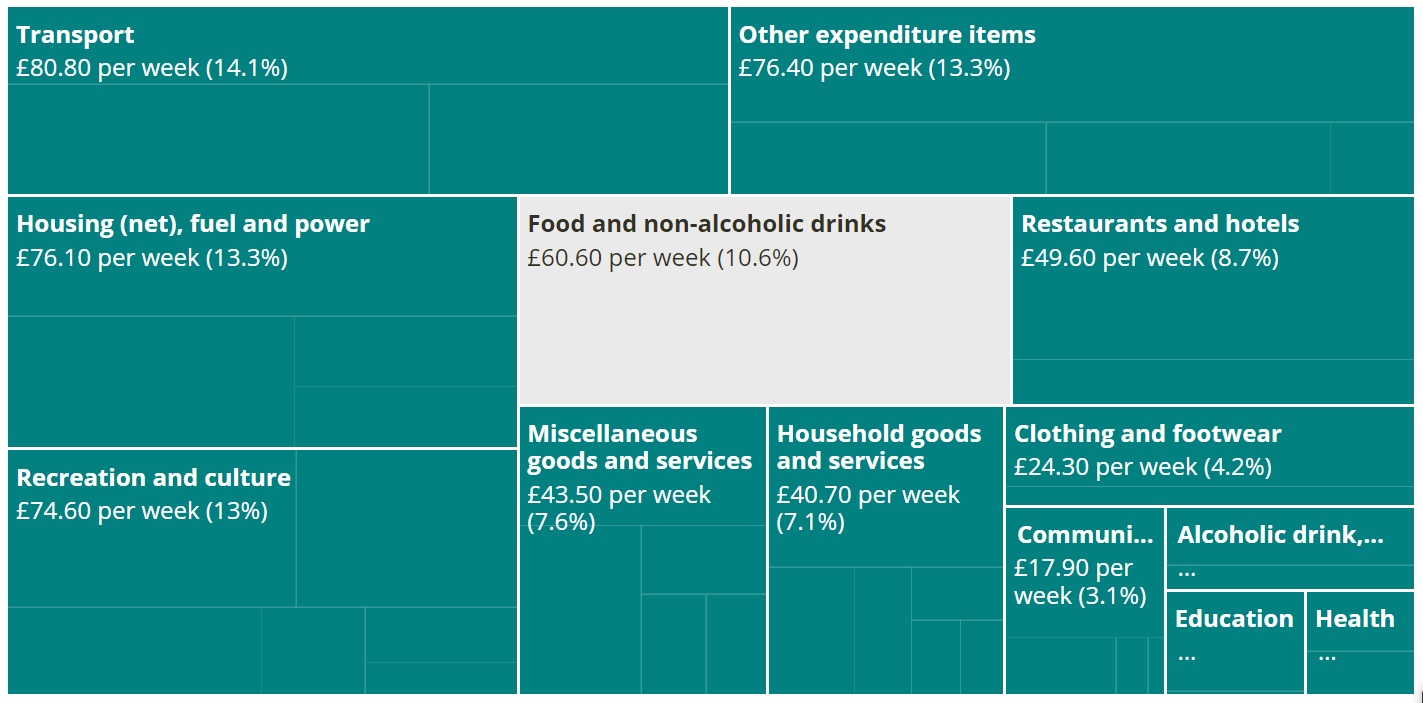 Transport
£80.80 per week (14.1%)
Other expenditure items
£76.40 per week (13.3%)
Housing (net), fuel and power
£76.10 per week (13.3%)
Food and non-alcoholic drinks
£60.60 per week (10.6%)
Restaurants and hotels
£49.60 per week (8.7%)
Recreation and culture
£74.60 per week (13%)
Miscellaneous
goods and services
£43.50 per week
(7.6%)
Household goods
and services
£40.70 per week
(7.1%)
Clothing and footwear
£24.30 per week (4.2%)
Communi...
£17.90 per
week (3.1%)
Alcoholic drink,...
...
Education
...
Health
...